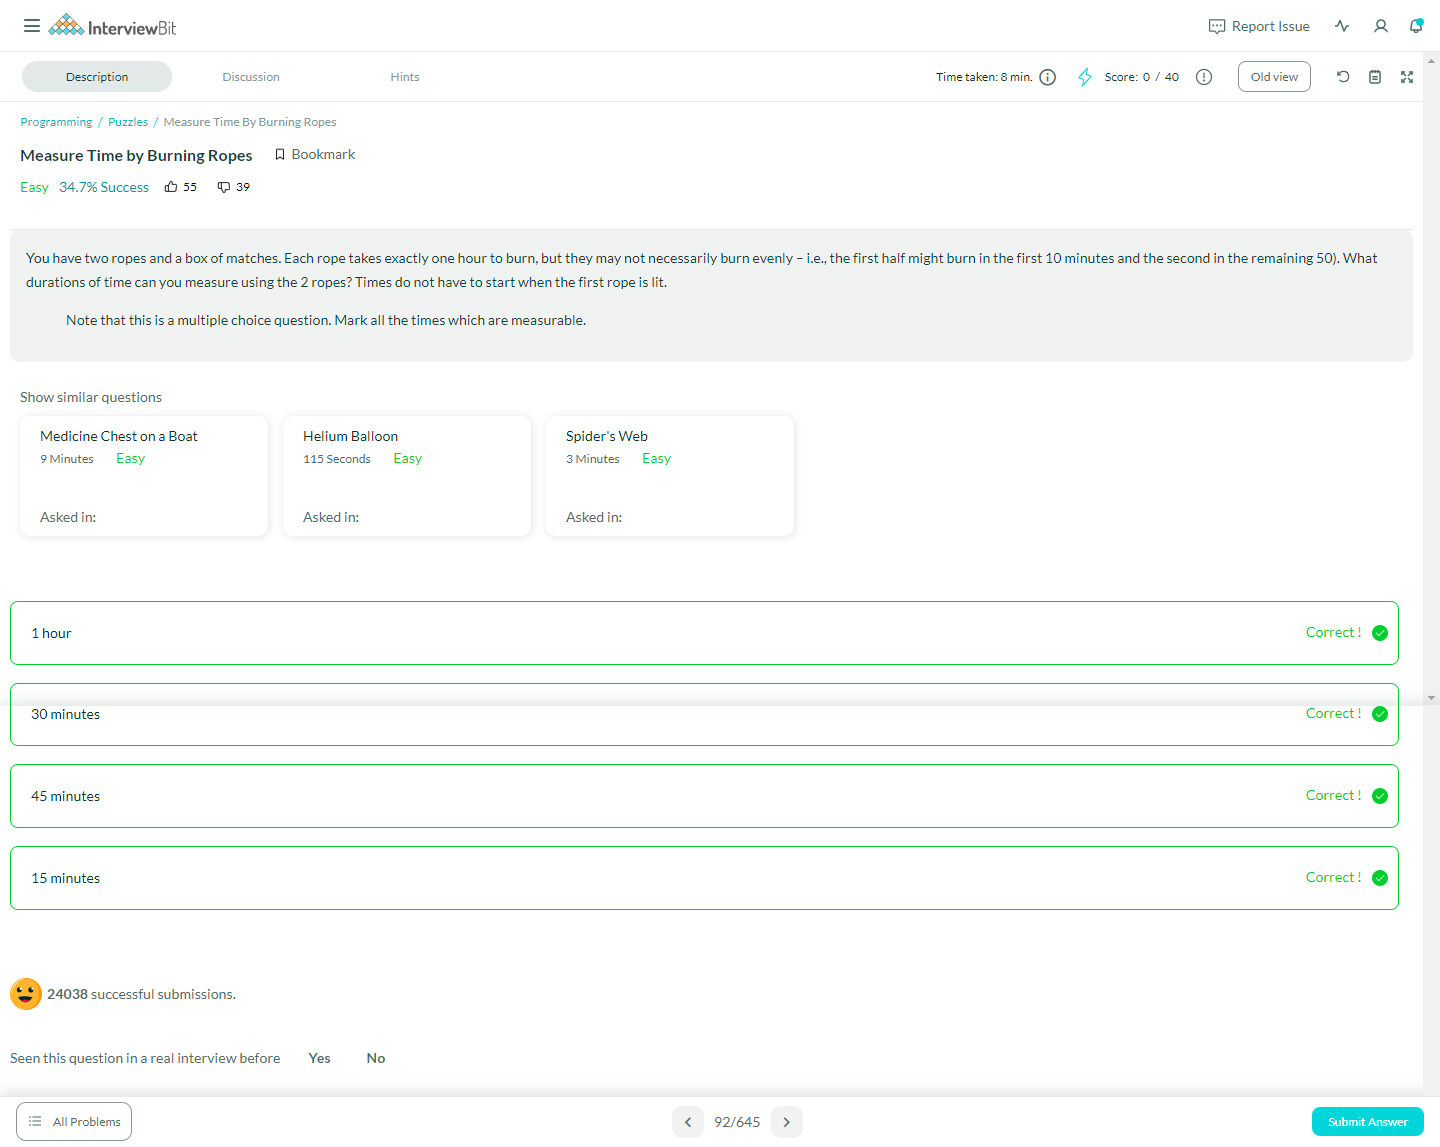 InterviewBit
Report Issue
Description
Discussion
Hints
Time taken: 8 min.
Score: 0 / 40
Old view
Programming / Puzzles / Measure Time By Burning Ropes
Measure Time by Burning Ropes
Bookmark
Easy 34.7% Success 55 39
You have two ropes and a box of matches. Each rope takes exactly one hour to burn, but they may not necessarily burn evenly – i.e., the first half might burn in the first 10 minutes and the second in the remaining 50). What
durations of time can you measure using the 2 ropes? Times do not have to start when the first rope is lit.
Note that this is a multiple choice question. Mark all the times which are measurable.
Show similar questions
Medicine Chest on a Boat
9 Minutes Easy
Asked in:
Helium Balloon
115 Seconds Easy
Asked in:
Spider's Web
3 Minutes Easy
Asked in:
1 hour Correct !
30 minutes Correct !
45 minutes Correct !
15 minutes Correct !
24038 successful submissions.
Seen this question in a real interview before Yes No
All Problems
92/645
Submit Answer